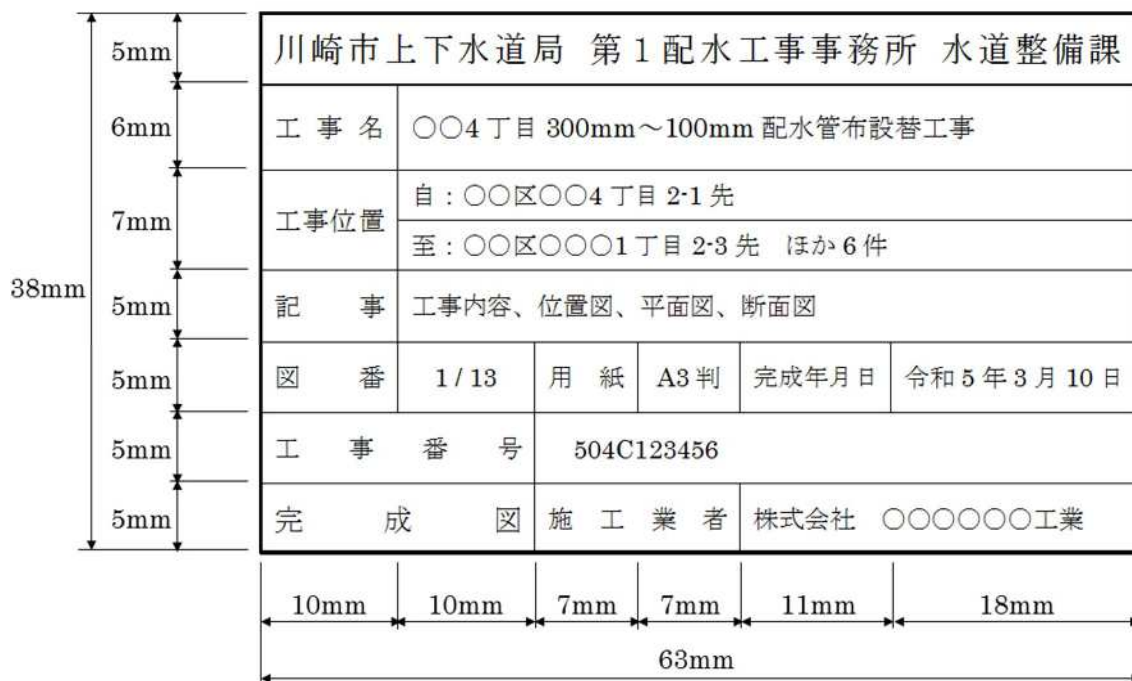 5mm
川崎市上下水道局 第1配水工事事務所 水道整備課
6mm
工事名 ○○4丁目 300mm～100mm 配水管布設替工事
7mm
工事位置
自：○○区○○4丁目 2-1 先
至：○○区○○○1丁目 2-3 先 ほか 6 件
38mm
5mm
記事 工事内容、位置図、平面図、断面図
5mm
図番 1 / 13 用紙 A3 判 完成年月日 令和 5 年 3 月 10 日
5mm
工事番号 504C123456
5mm
完成図 施工業者 株式会社 ○○○○○○工業
10mm 10mm 7mm 7mm 11mm 18mm
63mm